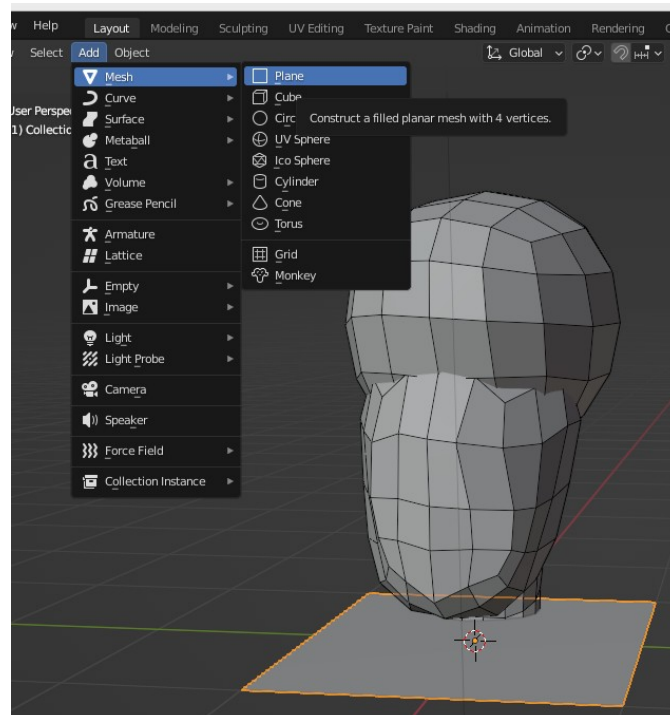 Help Layout Modeling Sculpting UV Editing Texture Paint Shading Animation Rendering
Select Add Object Global
Mesh
Curve
Surface
Metaball
Text
Volume
Grease Pencil
Armature
Lattice
Empty
Image
Light
Light Probe
Camera
Speaker
Force Field
Collection Instance
Plane
Cube
Circ
UV Sphere
Ico Sphere
Cylinder
Cone
Torus
Grid
Monkey
Construct a filled planar mesh with 4 vertices.
User Perspe
1) Collectic